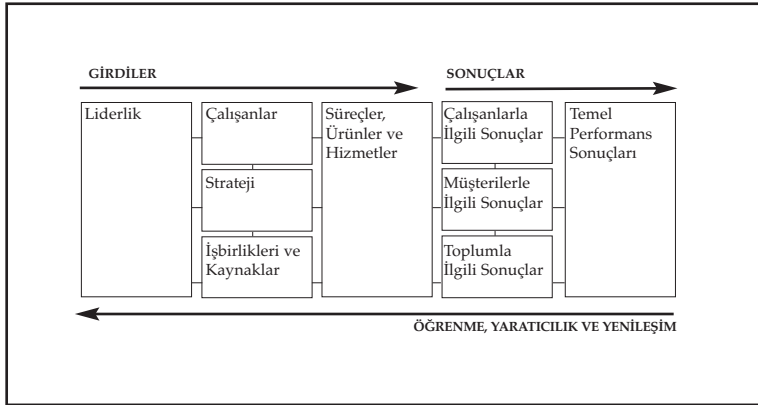 GİRDİLER
SONUÇLAR
Liderlik
Çalışanlar
Strateji
İşbirlikleri ve
Kaynaklar
Süreçler,
Ürünler ve
Hizmetler
Çalışanlarla
İlgili Sonuçlar
Müşterilerle
İlgili Sonuçlar
Toplumla
İlgili Sonuçlar
Temel
Performans
Sonuçları
ÖĞRENME, YARATICILIK VE YENİLEŞİM